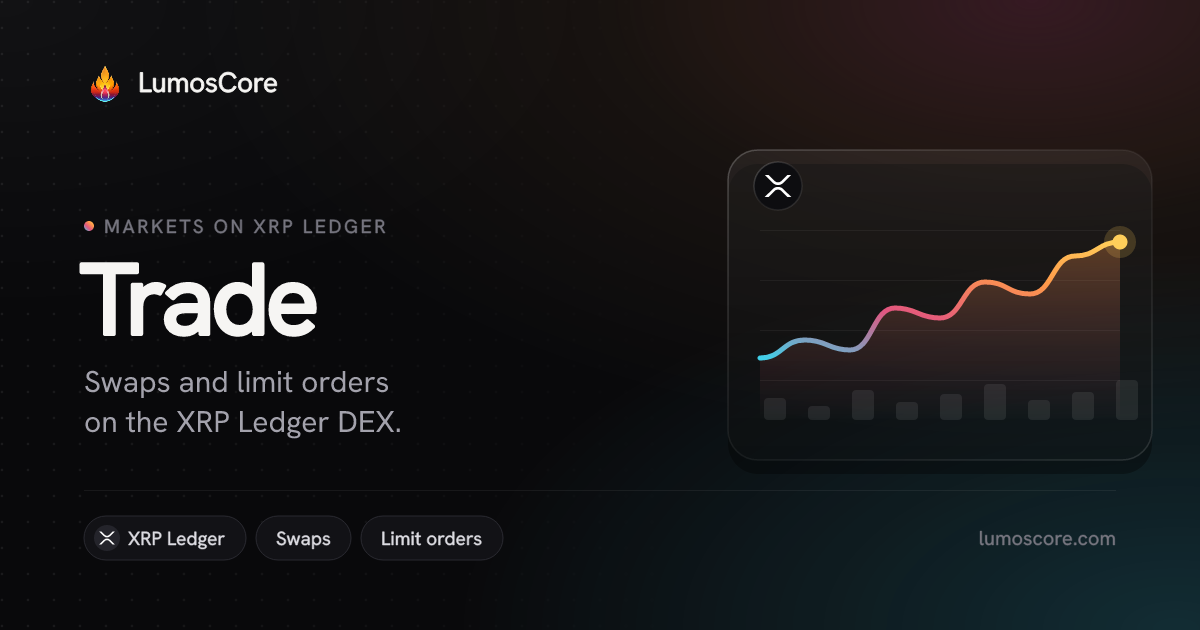 LumosCore
MARKETS ON XRP LEDGER
Trade
Swaps and limit orders
on the XRP Ledger DEX.
XRP Ledger
Swaps
Limit orders
lumoscore.com